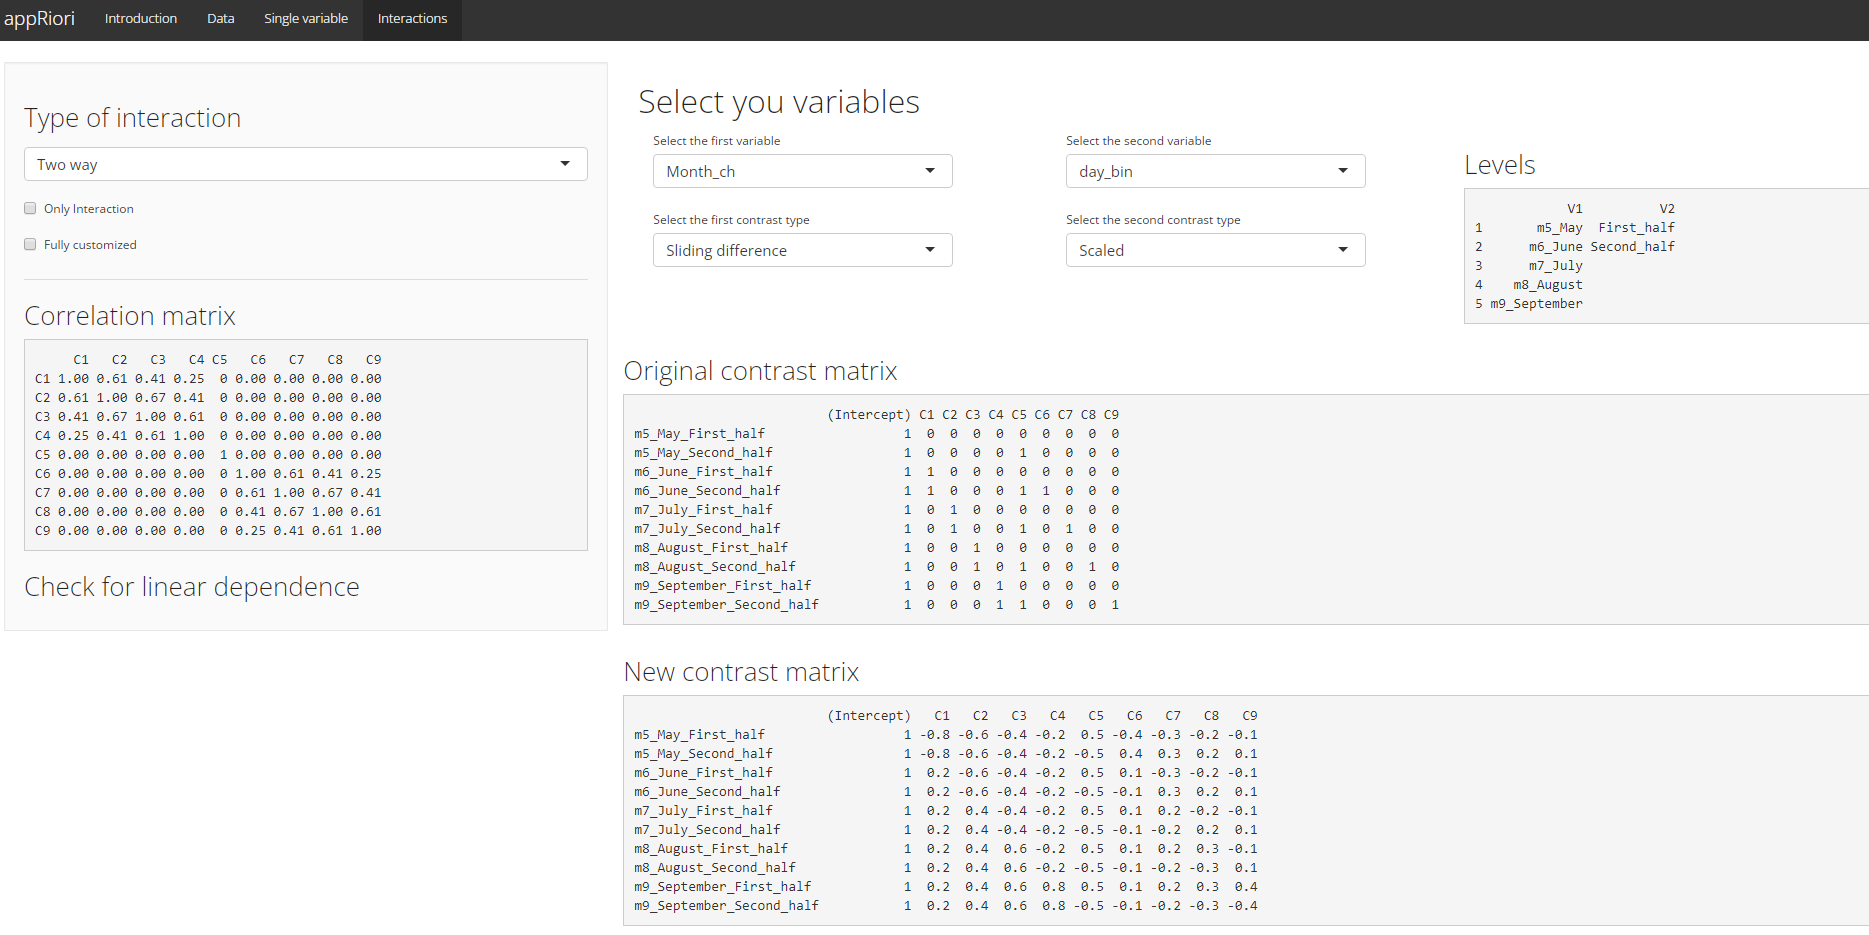 appRiori Introduction Data Single variable Interactions
Type of interaction
Two way
Only Interaction
Fully customized
Correlation matrix
C1 C2 C3 C4 C5 C6 C7 C8 C9
C1 1.00 0.61 0.41 0.25 0 0.00 0.00 0.00 0.00
C2 0.61 1.00 0.67 0.41 0 0.00 0.00 0.00 0.00
C3 0.41 0.67 1.00 0.61 0 0.00 0.00 0.00 0.00
C4 0.25 0.41 0.61 1.00 0 0.00 0.00 0.00 0.00
C5 0.00 0.00 0.00 0.00 1 0.00 0.00 0.00 0.00
C6 0.00 0.00 0.00 0.00 0 1.00 0.61 0.41 0.25
C7 0.00 0.00 0.00 0.00 0 0.61 1.00 0.67 0.41
C8 0.00 0.00 0.00 0.00 0 0.41 0.67 1.00 0.61
C9 0.00 0.00 0.00 0.00 0 0.25 0.41 0.61 1.00
Check for linear dependence
Select you variables
Select the first variable
Month_ch
Select the second variable
day_bin
Select the first contrast type
Sliding difference
Select the second contrast type
Scaled
Levels
V1 V2
1 m5_May First_half
2 m6_June Second_half
3 m7_July
4 m8_August
5 m9_September
Original contrast matrix
(Intercept) C1 C2 C3 C4 C5 C6 C7 C8 C9
m5_May_First_half 1 0 0 0 0 0 0 0 0 0
m5_May_Second_half 1 0 0 0 0 1 0 0 0 0
m6_June_First_half 1 1 0 0 0 0 0 0 0 0
m6_June_Second_half 1 1 0 0 0 1 1 0 0 0
m7_July_First_half 1 0 1 0 0 0 0 0 0 0
m7_July_Second_half 1 0 1 0 0 1 0 1 0 0
m8_August_First_half 1 0 0 1 0 0 0 0 0 0
m8_August_Second_half 1 0 0 1 0 1 0 0 1 0
m9_September_First_half 1 0 0 0 1 0 0 0 0 0
m9_September_Second_half 1 0 0 0 1 1 0 0 0 1
New contrast matrix
(Intercept) C1 C2 C3 C4 C5 C6 C7 C8 C9
m5_May_First_half 1 -0.8 -0.6 -0.4 -0.2 0.5 -0.4 -0.3 -0.2 -0.1
m5_May_Second_half 1 -0.8 -0.6 -0.4 -0.2 -0.5 0.4 0.3 0.2 0.1
m6_June_First_half 1 0.2 -0.6 -0.4 -0.2 0.5 0.1 -0.3 -0.2 -0.1
m6_June_Second_half 1 0.2 -0.6 -0.4 -0.2 -0.5 -0.1 0.3 0.2 0.1
m7_July_First_half 1 0.2 0.4 -0.4 -0.2 0.5 0.1 0.2 -0.2 -0.1
m7_July_Second_half 1 0.2 0.4 -0.4 -0.2 -0.5 -0.1 -0.2 0.2 0.1
m8_August_First_half 1 0.2 0.4 0.6 -0.2 0.5 0.1 0.2 0.3 -0.1
m8_August_Second_half 1 0.2 0.4 0.6 -0.2 -0.5 -0.1 -0.2 -0.3 0.1
m9_September_First_half 1 0.2 0.4 0.6 0.8 0.5 0.1 0.2 0.3 0.4
m9_September_Second_half 1 0.2 0.4 0.6 0.8 -0.5 -0.1 -0.2 -0.3 -0.4